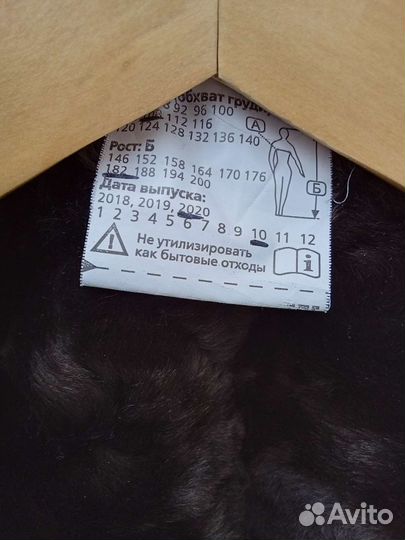 обхват груди
92 96 100
112 116
120 124 128 132 136 140
А
Рост: Б
146 152 158 164 170 176
182 188 194 200
Б
Дата выпуска:
2018, 2019, 2020
1 2 3 4 5 6 7 8 9 10 11 12
Не утилизировать
как бытовые отходы
Avito